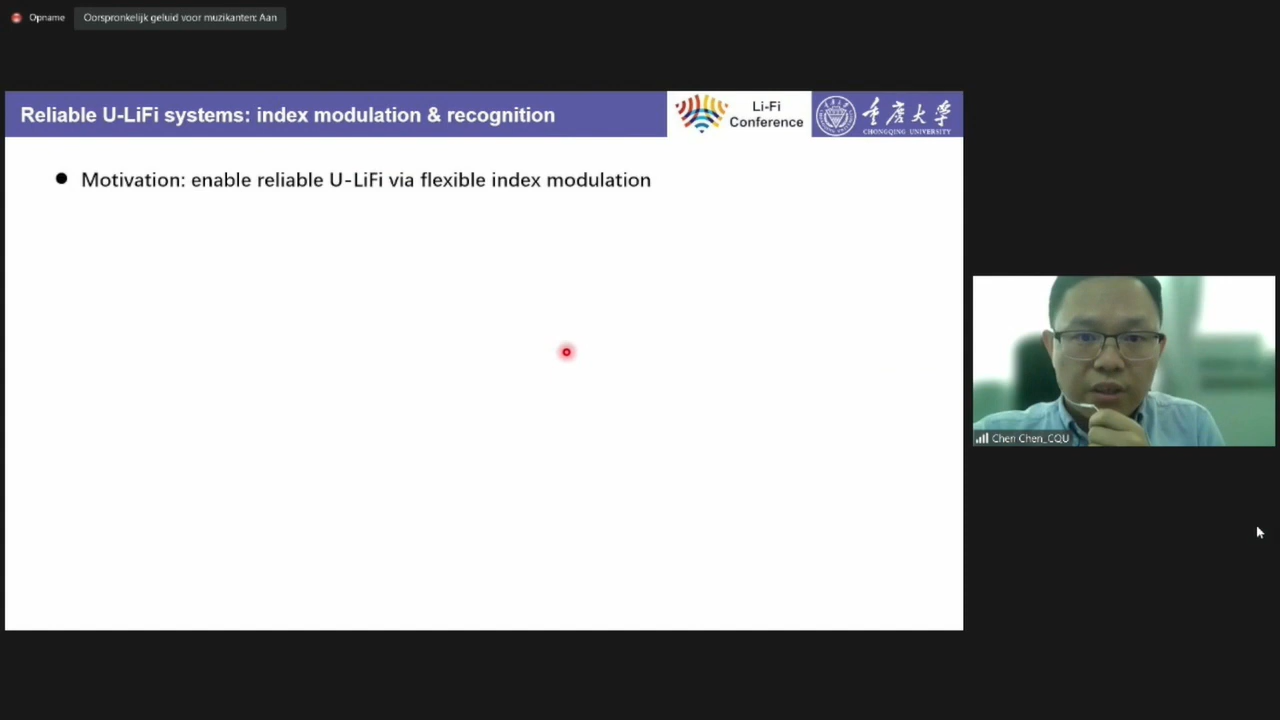 Opname
Oorspronkelijk geluid voor muzikanten: Aan
Reliable U-LiFi systems: index modulation & recognition
Li-Fi
Conference
重庆大学
CHONGQING UNIVERSITY
● Motivation: enable reliable U-LiFi via flexible index modulation
Chen Chen_CQU